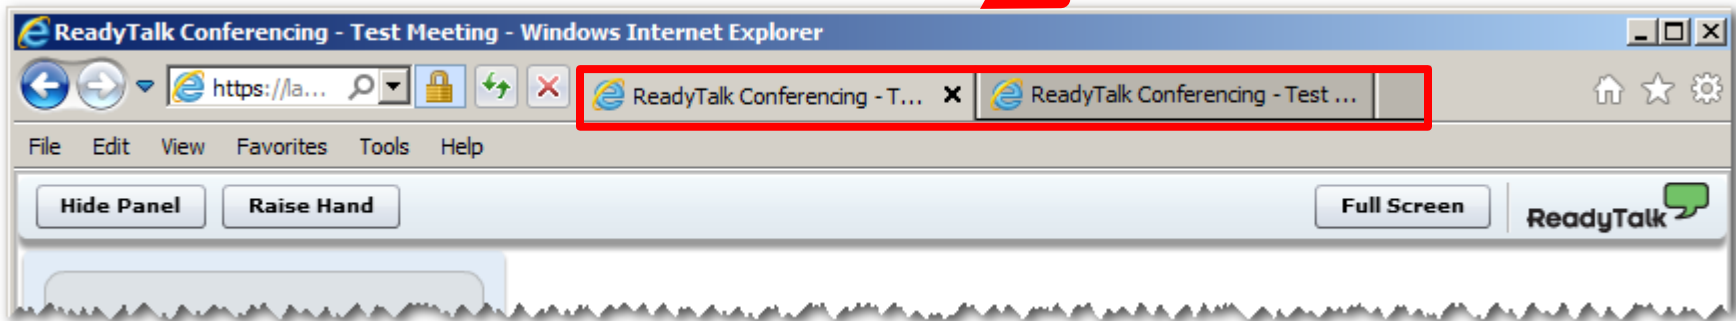 ReadyTalk Conferencing - Test Meeting - Windows Internet Explorer
https://la... ReadyTalk Conferencing - T... ReadyTalk Conferencing - Test ...
File Edit View Favorites Tools Help
Hide Panel Raise Hand Full Screen ReadyTalk